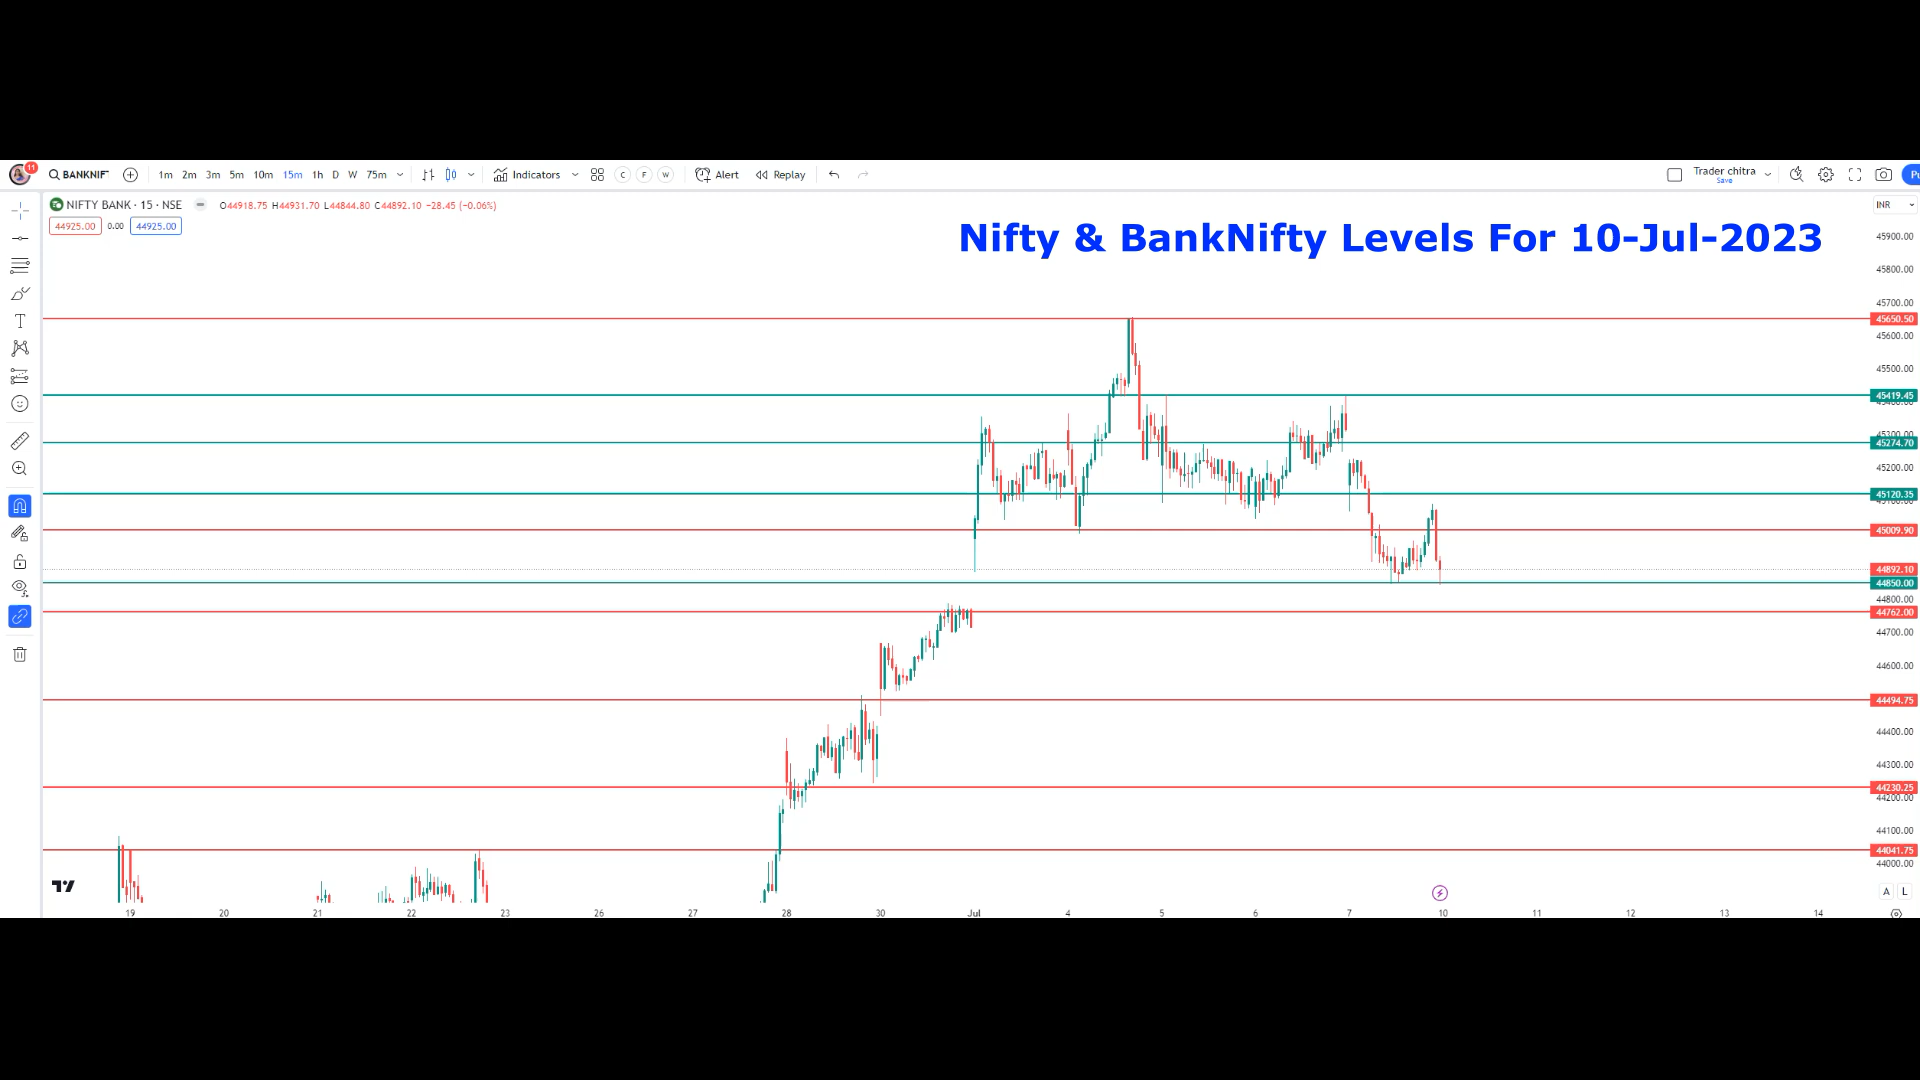 11
BANKNIF
1m 2m 3m 5m 10m 15m 1h D W 75m
Indicators
C F W
Alert
Replay
Trader chitra
Save
Pu
NIFTY BANK · 15 · NSE
O44918.75 H44931.70 L44844.80 C44892.10 −28.45 (−0.06%)
INR
44925.00 0.00 44925.00
Nifty & BankNifty Levels For 10-Jul-2023
45900.00
45800.00
45700.00
45650.50
45600.00
45500.00
45419.45
45300.00
45274.70
45200.00
45120.35
45009.90
44892.10
44850.00
44800.00
44762.00
44700.00
44600.00
44494.75
44400.00
44300.00
44230.25
44200.00
44100.00
44041.75
44000.00
A L
19 20 21 22 23 26 27 28 30 Jul 4 5 6 7 10 11 12 13 14